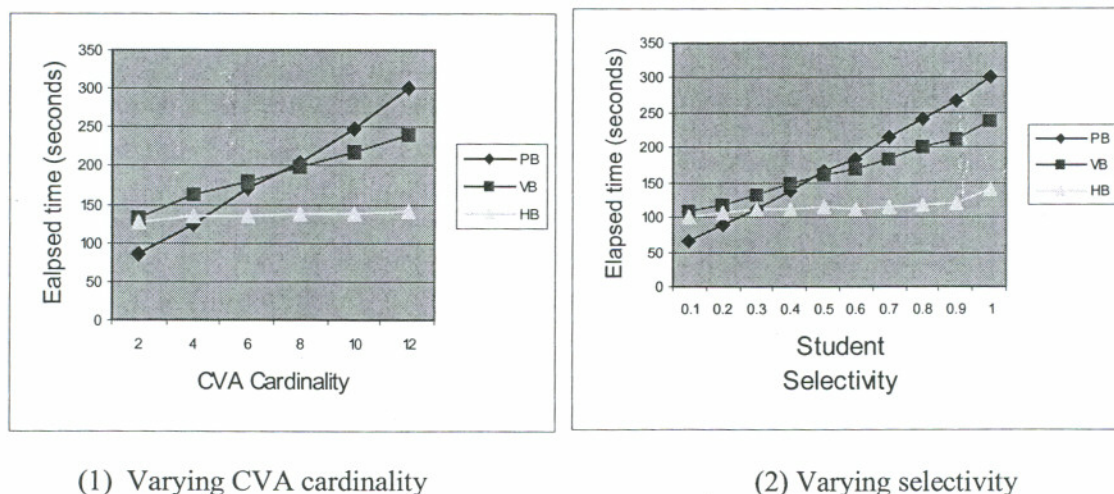 350
300
250
200
150
100
50
0
Ealpsed time (seconds)
2 4 6 8 10 12
CVA Cardinality
PB
VB
HB
350
300
250
200
150
100
50
0
Elapsed time (seconds)
0.1 0.2 0.3 0.4 0.5 0.6 0.7 0.8 0.9 1
Student
Selectivity
PB
VB
HB
(1) Varying CVA cardinality
(2) Varying selectivity